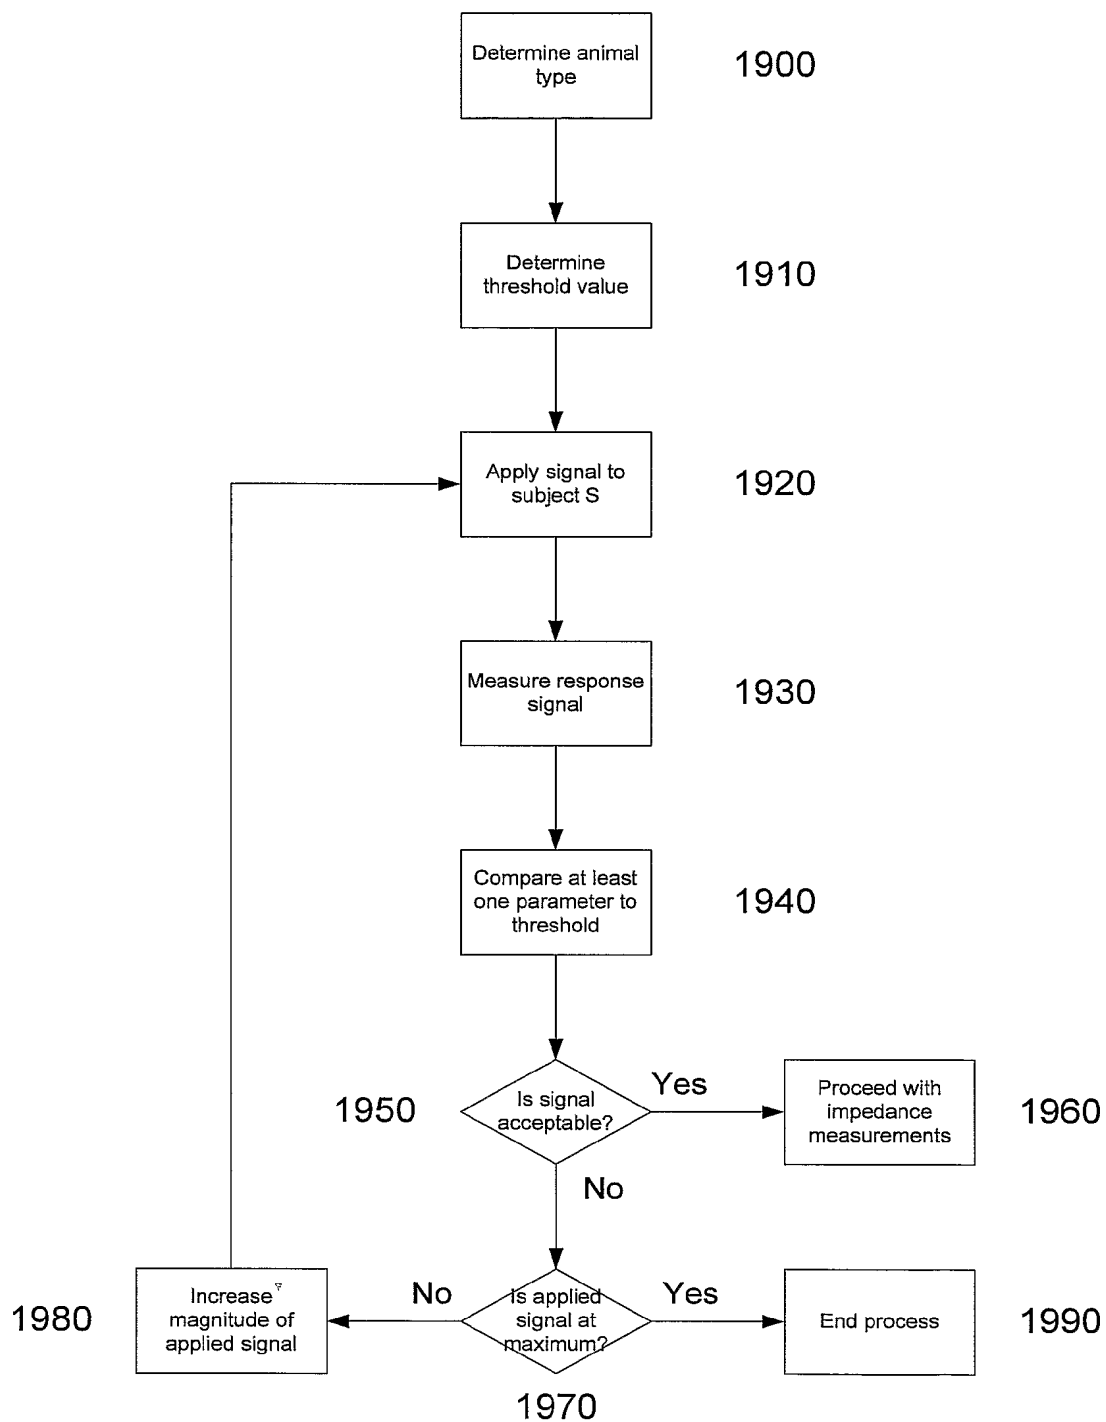 Determine animal
type
1900
Determine
threshold value
1910
Apply signal to
subject S
1920
Measure response
signal
1930
Compare at least
one parameter to
threshold
1940
1950
Is signal
acceptable?
Yes
Proceed with
impedance
measurements
1960
No
1980
Increase
magnitude of
applied signal
No
Is applied
signal at
maximum?
Yes
End process
1990
1970